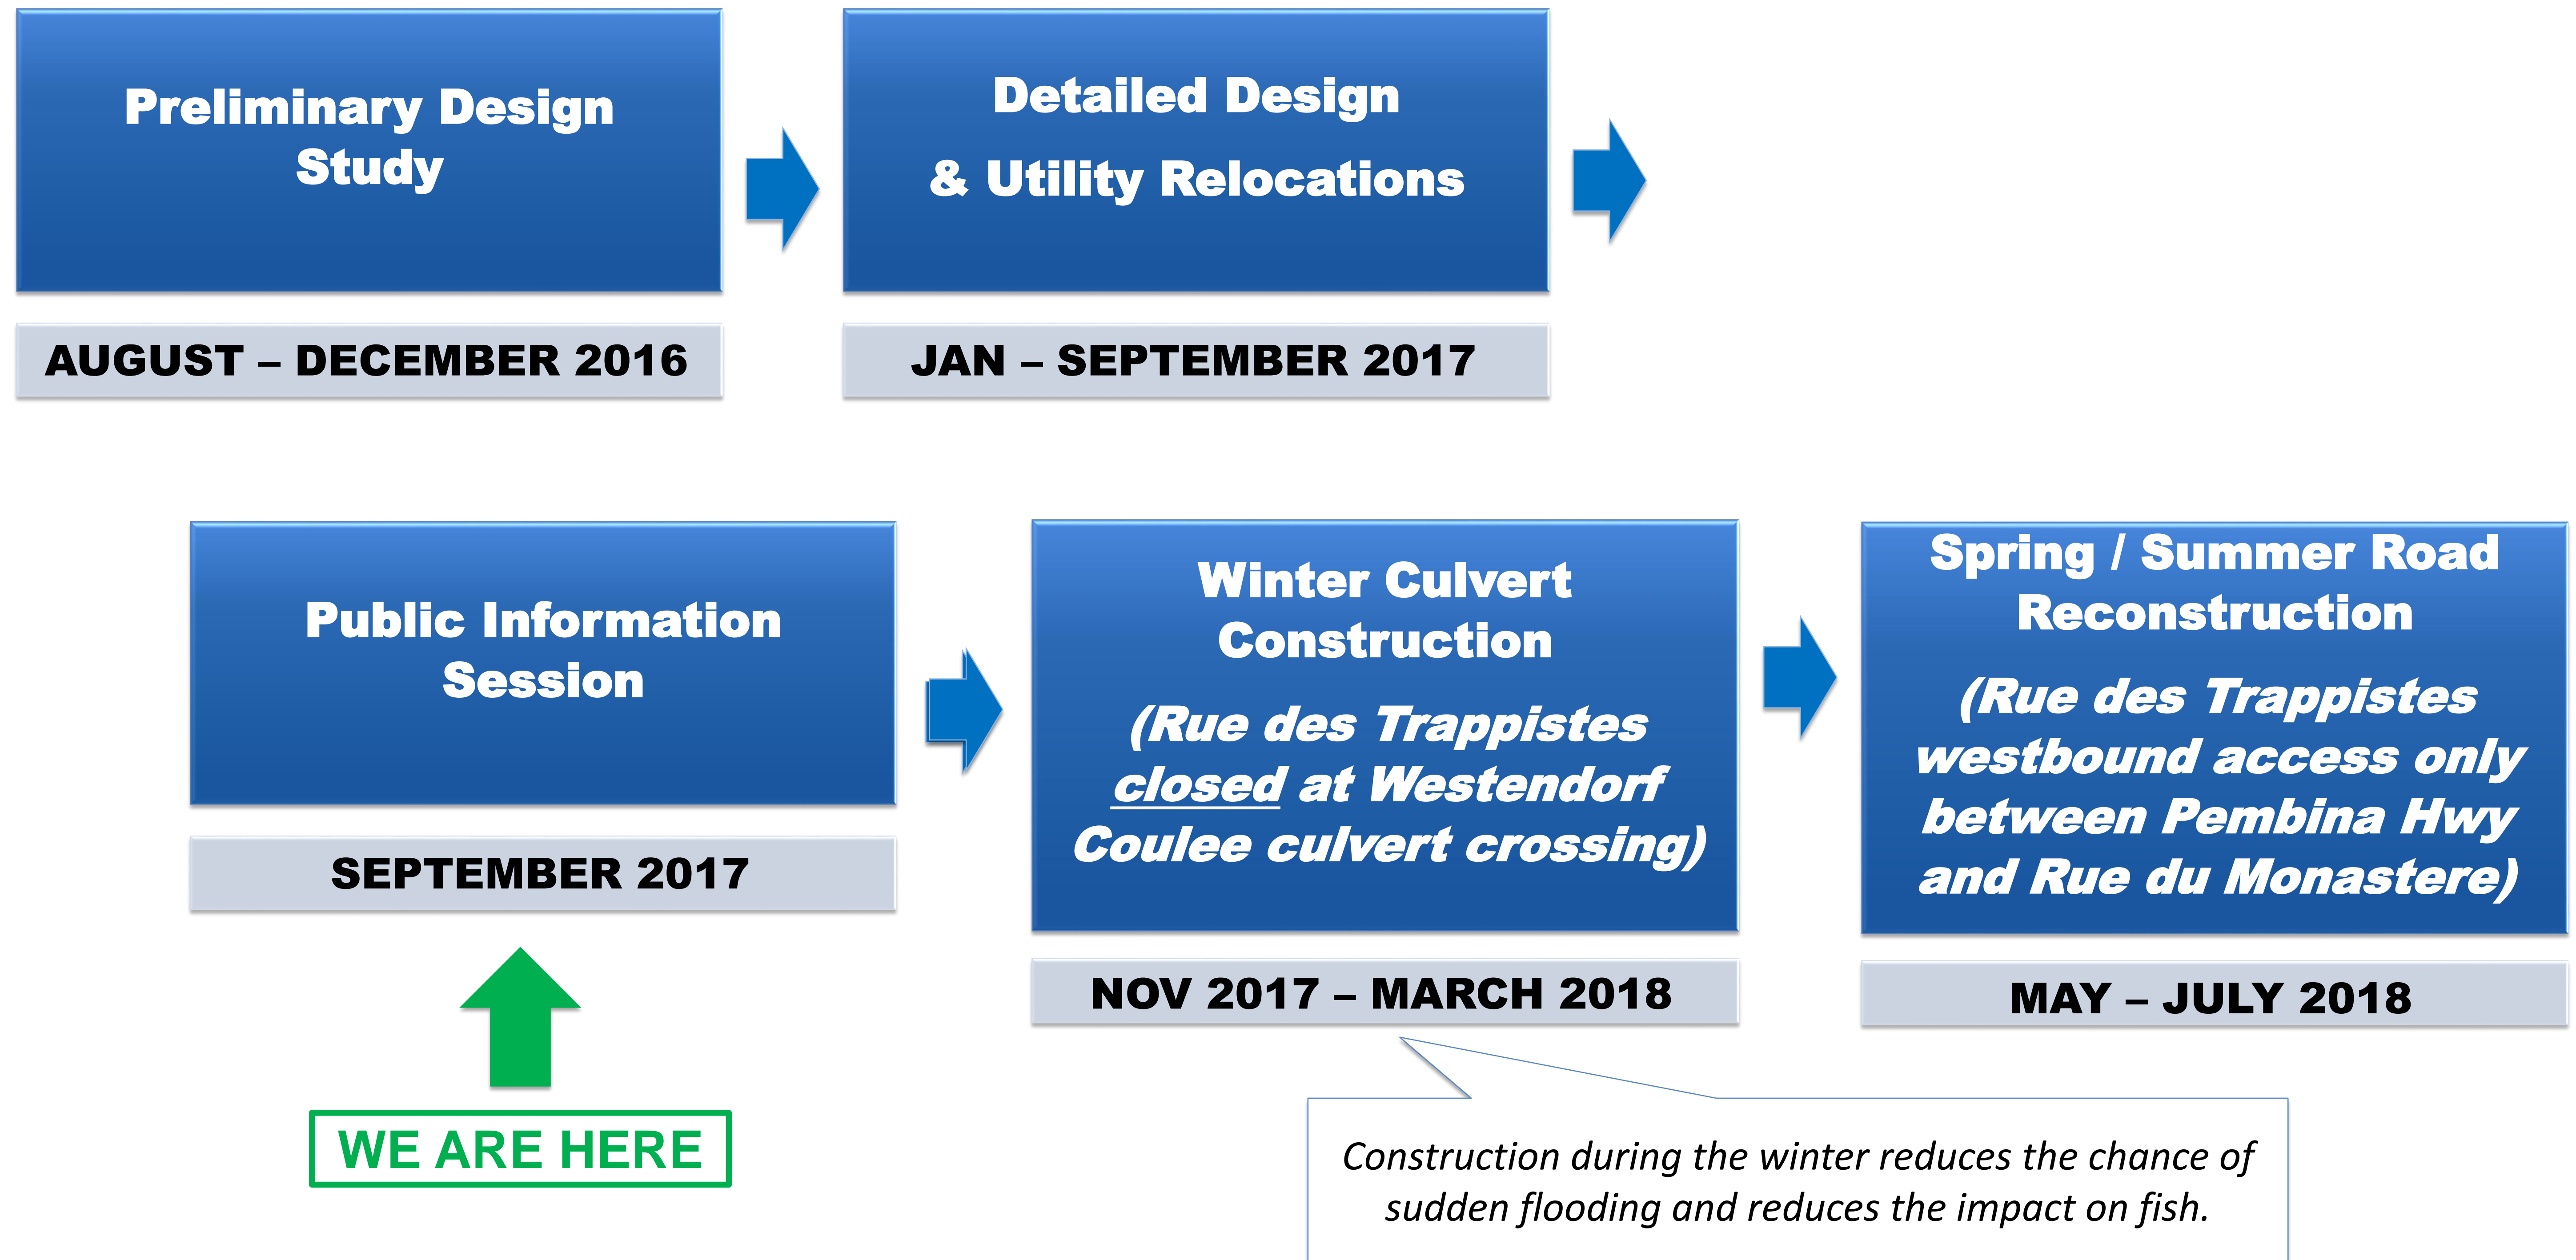 Preliminary Design
Study
AUGUST – DECEMBER 2016
Detailed Design
& Utility Relocations
JAN – SEPTEMBER 2017
Public Information
Session
SEPTEMBER 2017
WE ARE HERE
Winter Culvert
Construction
(Rue des Trappistes
closed at Westendorf
Coulee culvert crossing)
NOV 2017 – MARCH 2018
Construction during the winter reduces the chance of
sudden flooding and reduces the impact on fish.
Spring / Summer Road
Reconstruction
(Rue des Trappistes
westbound access only
between Pembina Hwy
and Rue du Monastere)
MAY – JULY 2018